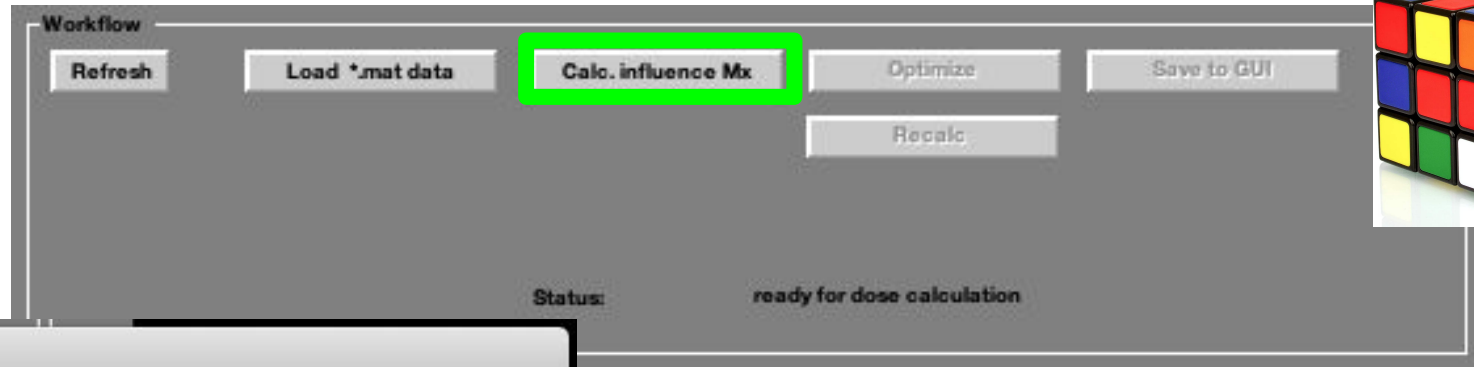 Workflow
Refresh Load *.mat data Calc. influence Mx Optimize Save to GUI
Recalc
Status: ready for dose calculation